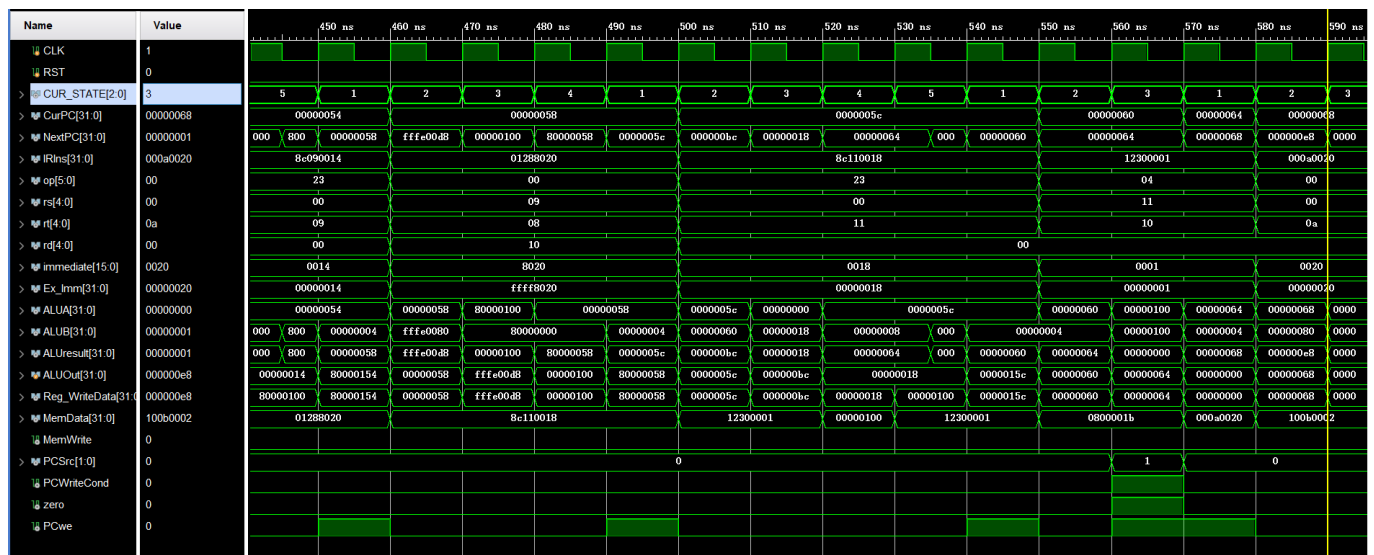 Name Value 450 ns 460 ns 470 ns 480 ns 490 ns 500 ns 510 ns 520 ns 530 ns 540 ns 550 ns 560 ns 570 ns 580 ns 590 ns
CLK 1
RST 0
> CUR_STATE[2:0] 3 5 1 2 3 4 1 2 3 4 5 1 2 3 1 2 3
> CurPC[31:0] 00000068 00000054 00000058 0000005c 00000060 00000064 00000068
> NextPC[31:0] 00000001 000 800 00000058 fffe00d8 00000100 80000058 0000005c 000000bc 00000018 00000064 000 00000060 00000064 00000068 000000e8 0000
> IRIns[31:0] 000a0020 8c090014 01288020 8c110018 12300001 000a0020
> op[5:0] 00 23 00 23 04 00
> rs[4:0] 00 00 09 00 11 00
> rt[4:0] 0a 09 08 11 10 0a
> rd[4:0] 00 00 10 00
> immediate[15:0] 0020 0014 8020 0018 0001 0020
> Ex_Imm[31:0] 00000020 00000014 ffff8020 00000018 00000001 00000020
> ALUA[31:0] 00000000 00000054 00000058 80000100 00000058 0000005c 00000000 0000005c 00000060 00000100 00000064 00000068 0000
> ALUB[31:0] 00000001 000 800 00000004 fffe0080 80000000 00000004 00000060 00000018 00000008 000 00000004 00000100 00000004 00000080 0000
> ALUresult[31:0] 00000001 000 800 00000058 fffe00d8 00000100 80000058 0000005c 000000bc 00000018 00000064 000 00000060 00000064 00000000 00000068 000000e8 0000
> ALUOut[31:0] 000000e8 00000014 80000154 00000058 fffe00d8 00000100 80000058 0000005c 000000bc 00000018 0000015c 00000060 00000064 00000000 00000068 0000
> Reg_WriteData[31:0 000000e8 80000100 80000154 00000058 fffe00d8 00000100 80000058 0000005c 000000bc 00000018 00000100 0000015c 00000060 00000064 00000000 00000068 0000
> MemData[31:0] 100b0002 01288020 8c110018 12300001 00000100 12300001 0800001b 000a0020 100b0002
MemWrite 0
> PCSrc[1:0] 0 0 1 0
PCWriteCond 0
zero 0
PCwe 0